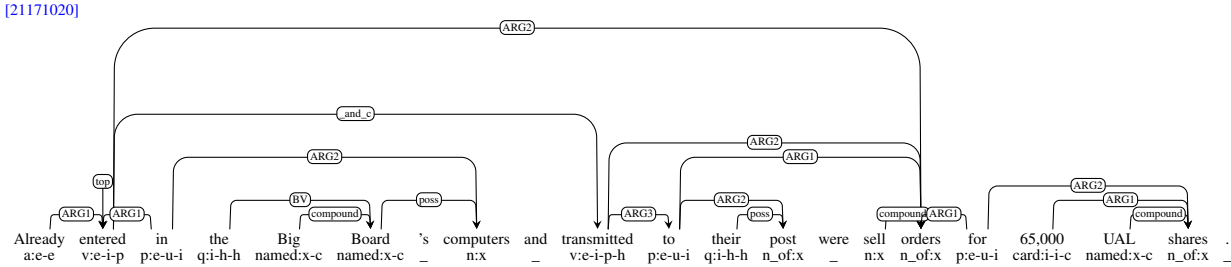 [21171020]
ARG2
_and_c
ARG2
ARG2 ARG1
top BV poss ARG2 ARG2
ARG1 ARG1 compound ARG3 poss compound ARG1 ARG1 compound
Already entered in the Big Board 's computers and transmitted to their post were sell orders for 65,000 UAL shares .
a:e-e v:e-i-p p:e-u-i q:i-h-h named:x-c named:x-c _ n:x _ v:e-i-p-h p:e-u-i q:i-h-h n_of:x _ n:x n_of:x p:e-u-i card:i-i-c named:x-c n_of:x _